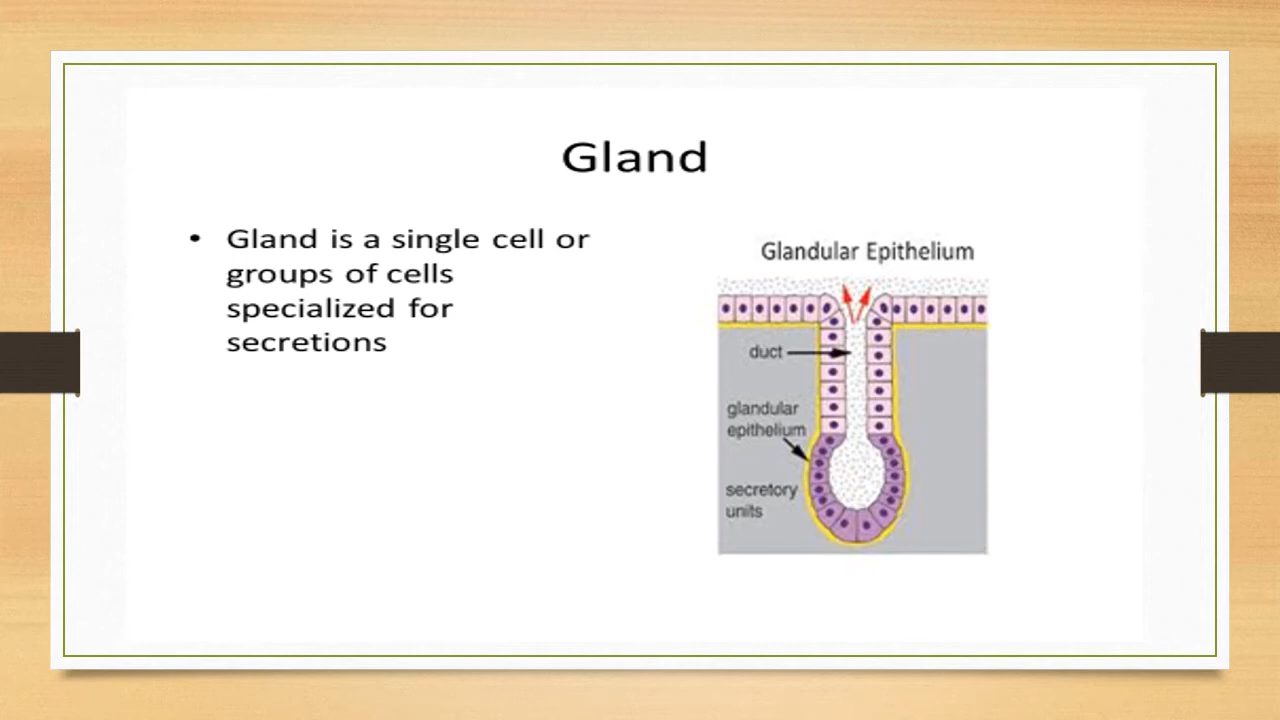 Gland
• Gland is a single cell or
groups of cells
specialized for
secretions
Glandular Epithelium
duct
glandular
epithelium
secretory
units